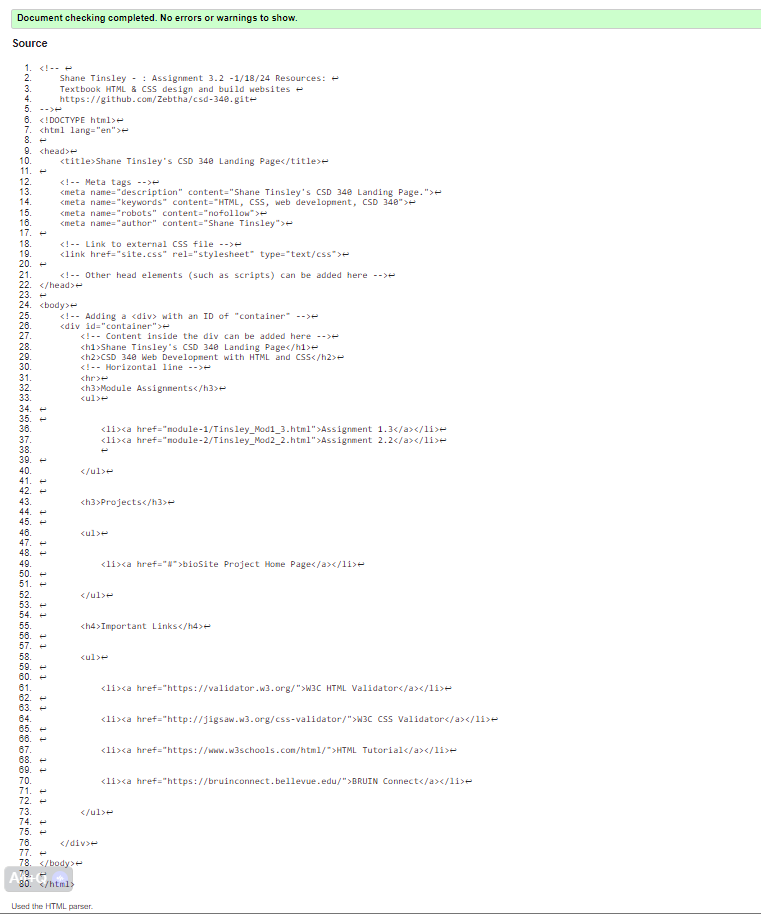 Document checking completed. No errors or warnings to show.
Source
1. <!-- ↩
2. Shane Tinsley - : Assignment 3.2 -1/18/24 Resources: ↩
3. Textbook HTML & CSS design and build websites ↩
4. https://github.com/Zebtha/csd-340.git↩
5. -->↩
6. <!DOCTYPE html>↩
7. <html lang="en">↩
8. ↩
9. <head>↩
10. <title>Shane Tinsley's CSD 340 Landing Page</title>↩
11. ↩
12. <!-- Meta tags -->↩
13. <meta name="description" content="Shane Tinsley's CSD 340 Landing Page.">↩
14. <meta name="keywords" content="HTML, CSS, web development, CSD 340">↩
15. <meta name="robots" content="nofollow">↩
16. <meta name="author" content="Shane Tinsley">↩
17. ↩
18. <!-- Link to external CSS file -->↩
19. <link href="site.css" rel="stylesheet" type="text/css">↩
20. ↩
21. <!-- Other head elements (such as scripts) can be added here -->↩
22. </head>↩
23. ↩
24. <body>↩
25. <!-- Adding a <div> with an ID of "container" -->↩
26. <div id="container">↩
27. <!-- Content inside the div can be added here -->↩
28. <h1>Shane Tinsley's CSD 340 Landing Page</h1>↩
29. <h2>CSD 340 Web Development with HTML and CSS</h2>↩
30. <!-- Horizontal line -->↩
31. <hr>↩
32. <h3>Module Assignments</h3>↩
33. <ul>↩
34. ↩
35. ↩
36. <li><a href="module-1/Tinsley_Mod1_3.html">Assignment 1.3</a></li>↩
37. <li><a href="module-2/Tinsley_Mod2_2.html">Assignment 2.2</a></li>↩
38. ↩
39. ↩
40. </ul>↩
41. ↩
42. ↩
43. <h3>Projects</h3>↩
44. ↩
45. ↩
46. <ul>↩
47. ↩
48. ↩
49. <li><a href="#">bioSite Project Home Page</a></li>↩
50. ↩
51. ↩
52. </ul>↩
53. ↩
54. ↩
55. <h4>Important Links</h4>↩
56. ↩
57. ↩
58. <ul>↩
59. ↩
60. ↩
61. <li><a href="https://validator.w3.org/">W3C HTML Validator</a></li>↩
62. ↩
63. ↩
64. <li><a href="http://jigsaw.w3.org/css-validator/">W3C CSS Validator</a></li>↩
65. ↩
66. ↩
67. <li><a href="https://www.w3schools.com/html/">HTML Tutorial</a></li>↩
68. ↩
69. ↩
70. <li><a href="https://bruinconnect.bellevue.edu/">BRUIN Connect</a></li>↩
71. ↩
72. ↩
73. </ul>↩
74. ↩
75. ↩
76. </div>↩
77. ↩
78. </body>↩
79. ↩
80. </html>
Used the HTML parser.